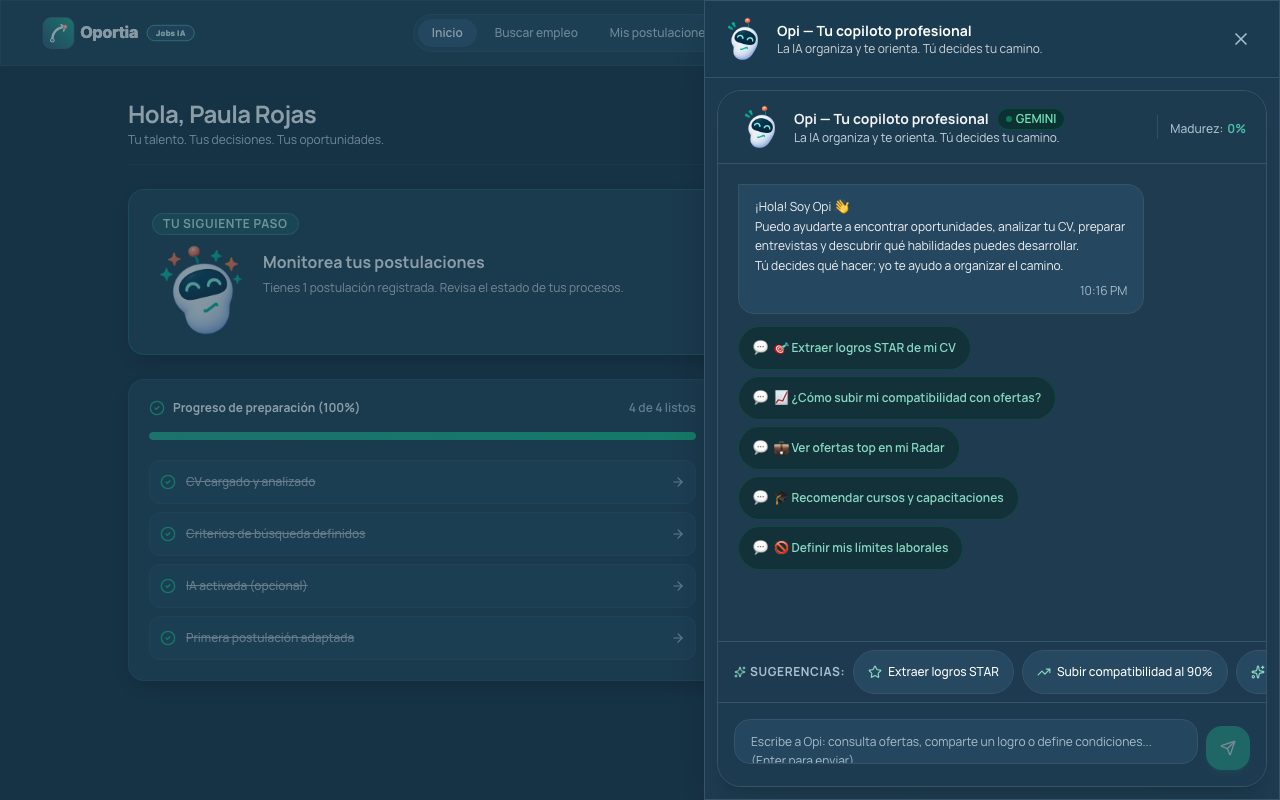 Oportia
Jobs IA
Inicio
Buscar empleo
Mis postulacione
Hola, Paula Rojas
Tu talento. Tus decisiones. Tus oportunidades.
TU SIGUIENTE PASO
Monitorea tus postulaciones
Tienes 1 postulación registrada. Revisa el estado de tus procesos.
Progreso de preparación (100%)
4 de 4 listos
CV cargado y analizado
Criterios de búsqueda definidos
IA activada (opcional)
Primera postulación adaptada
Opi — Tu copiloto profesional
La IA organiza y te orienta. Tú decides tu camino.
Opi — Tu copiloto profesional
GEMINI
La IA organiza y te orienta. Tú decides tu camino.
Madurez: 0%
¡Hola! Soy Opi 👋
Puedo ayudarte a encontrar oportunidades, analizar tu CV, preparar
entrevistas y descubrir qué habilidades puedes desarrollar.
Tú decides qué hacer; yo te ayudo a organizar el camino.
10:16 PM
💬 🎯 Extraer logros STAR de mi CV
💬 📈 ¿Cómo subir mi compatibilidad con ofertas?
💬 💼 Ver ofertas top en mi Radar
💬 🎓 Recomendar cursos y capacitaciones
💬 🚫 Definir mis límites laborales
SUGERENCIAS:
Extraer logros STAR
Subir compatibilidad al 90%
Escribe a Opi: consulta ofertas, comparte un logro o define condiciones...
(Enter para enviar)